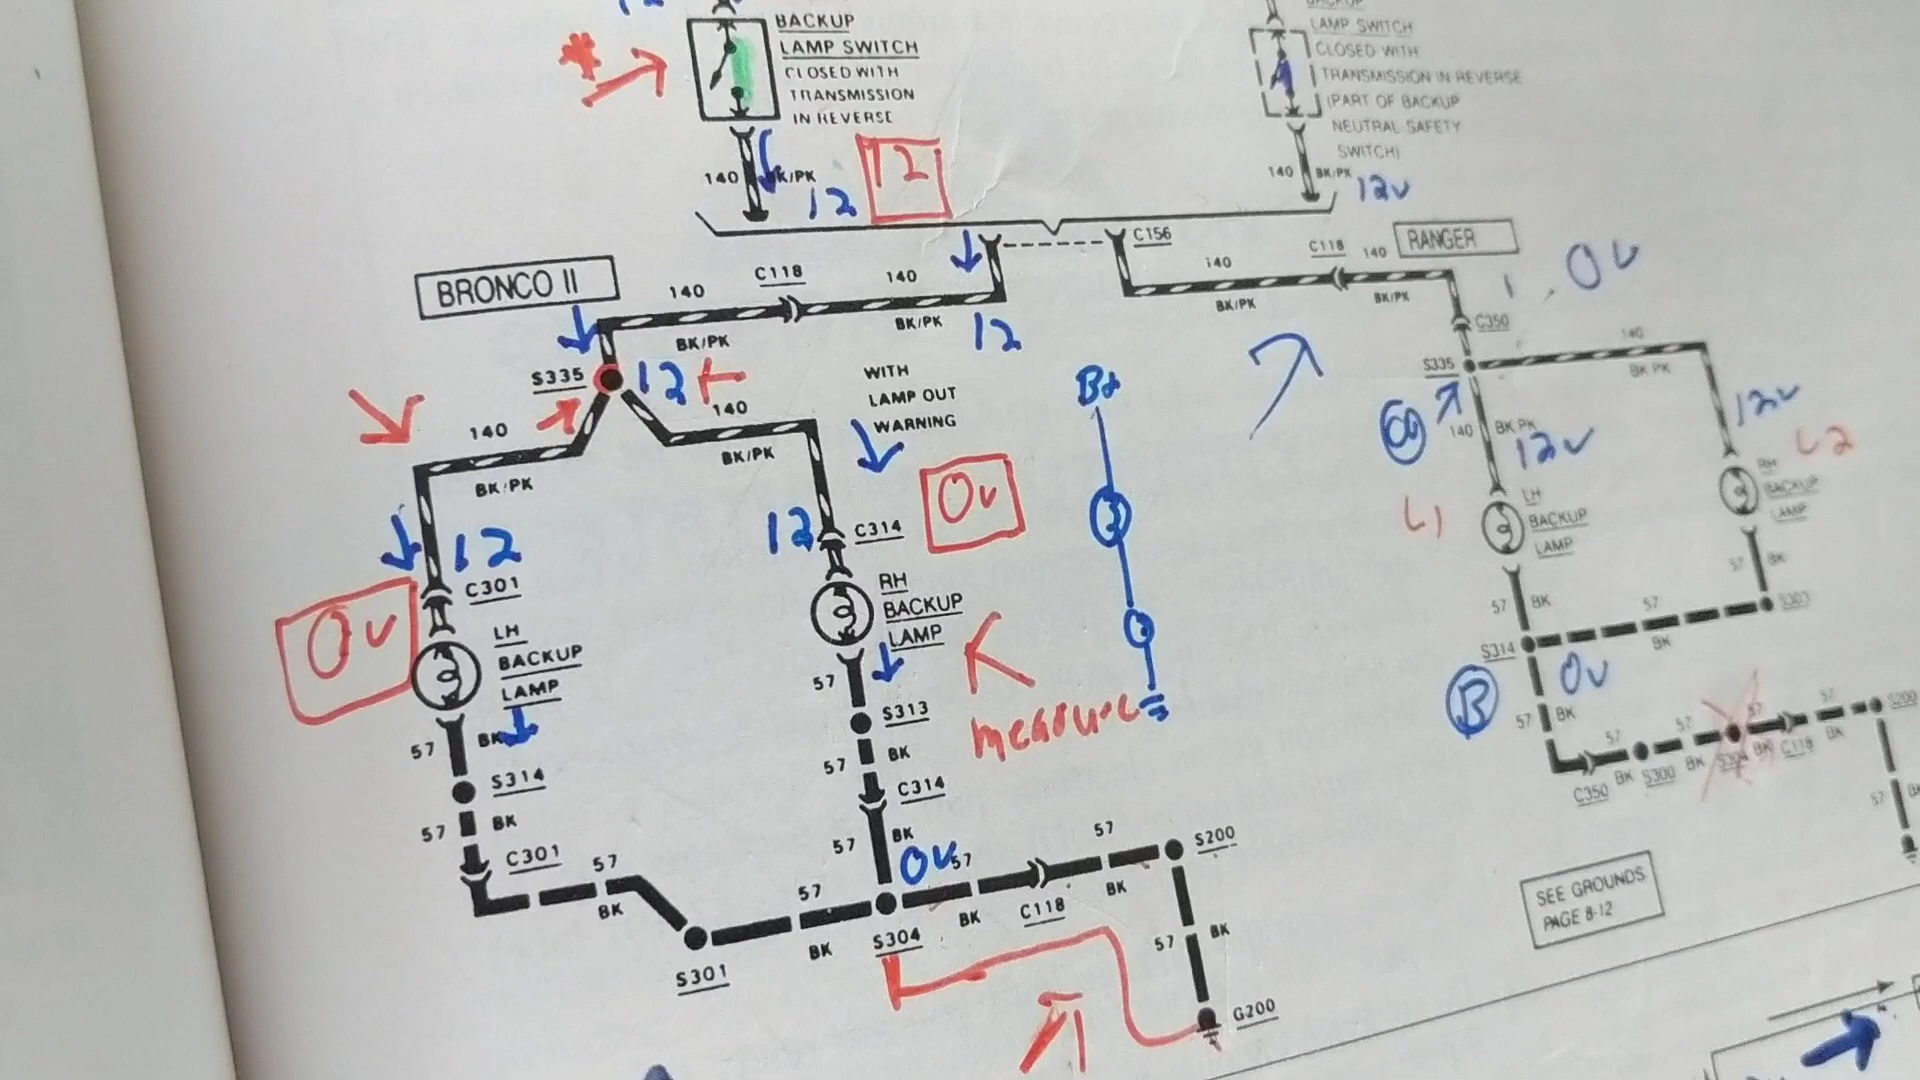 12
BACKUP
LAMP SWITCH
CLOSED WITH
TRANSMISSION
IN REVERSE
LAMP SWITCH
CLOSED WITH
TRANSMISSION IN REVERSE
(PART OF BACKUP
NEUTRAL SAFETY
SWITCH)
140
BK/PK
12
12
140
BK/PK
12V
C156
C118
140
RANGER
140
BK/PK
BK/PK
0V
BRONCO II
140
C118
140
BK/PK
BK/PK
12
C350
S335
12
140
WITH
LAMP OUT
WARNING
B+
S335
140
BK PK
140
BK/PK
140
BK/PK
140
BK PK
12V
12V
L2
L1
12
C301
0V
12
C314
0V
LH
BACKUP
LAMP
RH
BACKUP
LAMP
LH
BACKUP
LAMP
RH
BACKUP
LAMP
measure
57
BK
S314
57
BK
C301
57
BK
57
S313
57
BK
C314
57
BK
0V
57
BK
57
BK
S303
57
BK
S314
0V
B
57
BK
C350
57
BK
S300
57
BK
S304
57
BK
C118
57
BK
S200
57
BK
S301
57
BK
S304
57
BK
C118
57
BK
S200
57
BK
G200
SEE GROUNDS
PAGE 8-12